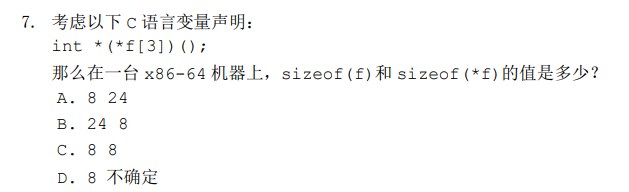 7. 考虑以下 C 语言变量声明：
int *(*f[3])();
那么在一台 x86-64 机器上，sizeof(f)和 sizeof(*f)的值是多少？
A. 8 24
B. 24 8
C. 8 8
D. 8 不确定